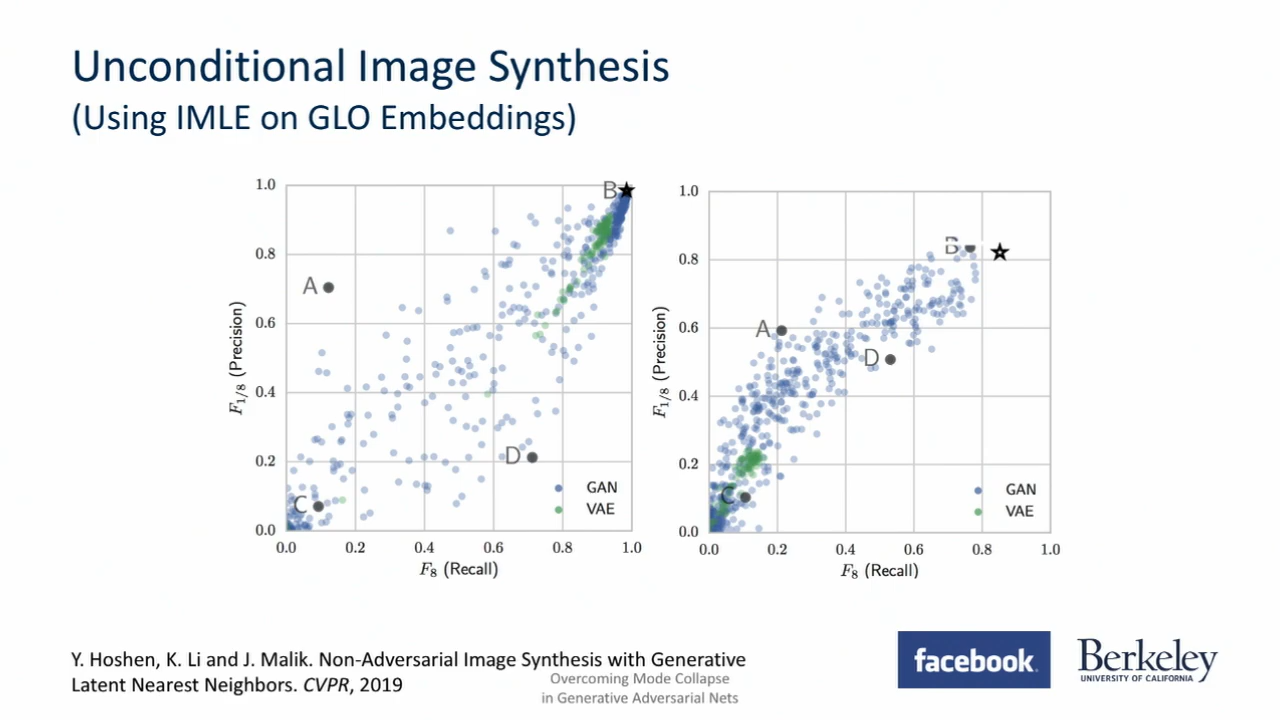 Unconditional Image Synthesis
(Using IMLE on GLO Embeddings)
1.0
0.8
0.6
0.4
0.2
0.0
0.0 0.2 0.4 0.6 0.8 1.0
F1/8 (Precision)
F8 (Recall)
A
B
C
D
GAN
VAE
1.0
0.8
0.6
0.4
0.2
0.0
0.0 0.2 0.4 0.6 0.8 1.0
F1/8 (Precision)
F8 (Recall)
A
B
C
D
GAN
VAE
Y. Hoshen, K. Li and J. Malik. Non-Adversarial Image Synthesis with Generative
Latent Nearest Neighbors. CVPR, 2019
Overcoming Mode Collapse
in Generative Adversarial Nets
facebook.
Berkeley
UNIVERSITY OF CALIFORNIA